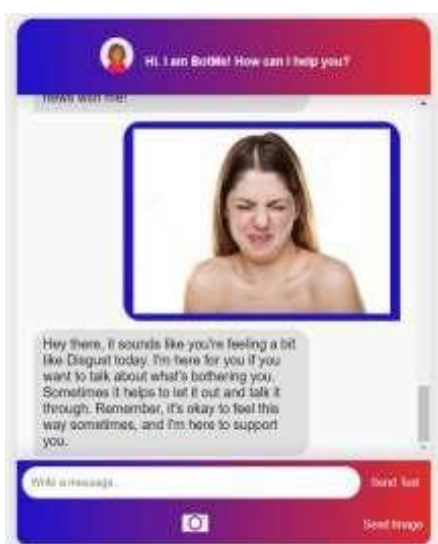 Hi. I am BotMe! How can I help you?
news with me!
Hey there, it sounds like you're feeling a bit
like Disgust today. I'm here for you if you
want to talk about what's bothering you.
Sometimes it helps to let it out and talk it
through. Remember, it's okay to feel this
way sometimes, and I'm here to support
you.
Write a message...
Send Text
Send Image